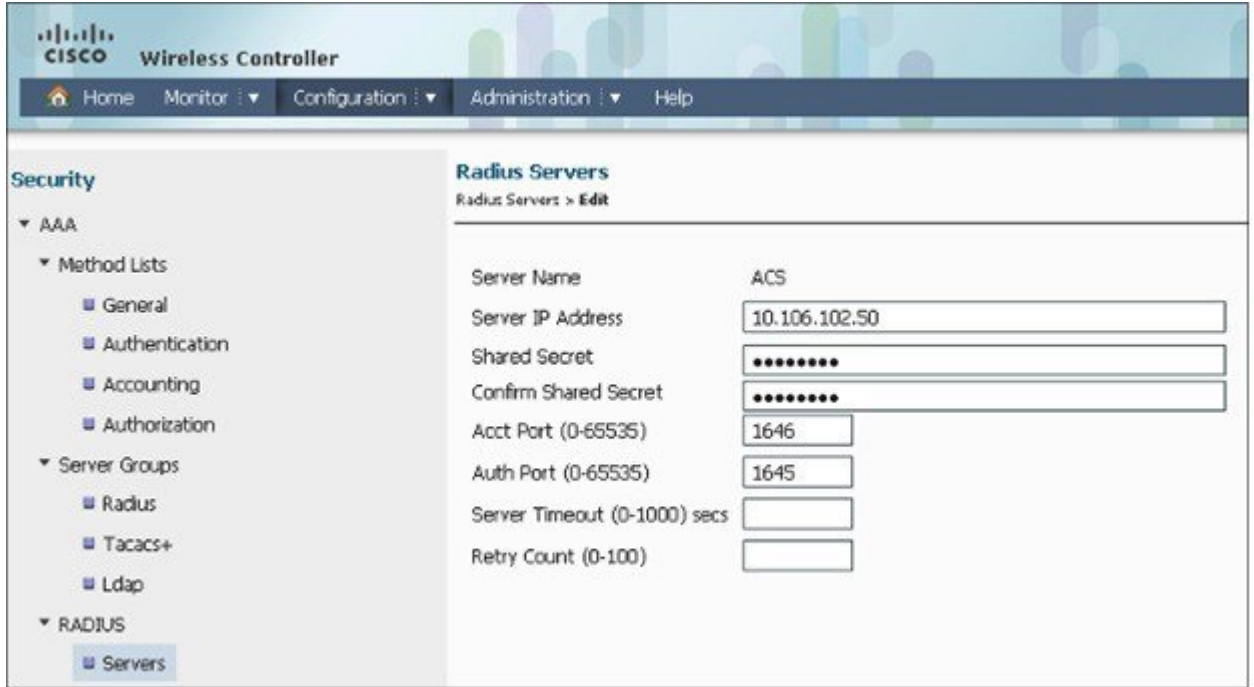 CISCO Wireless Controller
Home Monitor Configuration Administration Help
Security
AAA
Method Lists
General
Authentication
Accounting
Authorization
Server Groups
Radius
Tacacs+
Ldap
RADIUS
Servers
Radius Servers
Radius Servers > Edit
Server Name ACS
Server IP Address 10.106.102.50
Shared Secret ••••••••
Confirm Shared Secret ••••••••
Acct Port (0-65535) 1646
Auth Port (0-65535) 1645
Server Timeout (0-1000) secs
Retry Count (0-100)